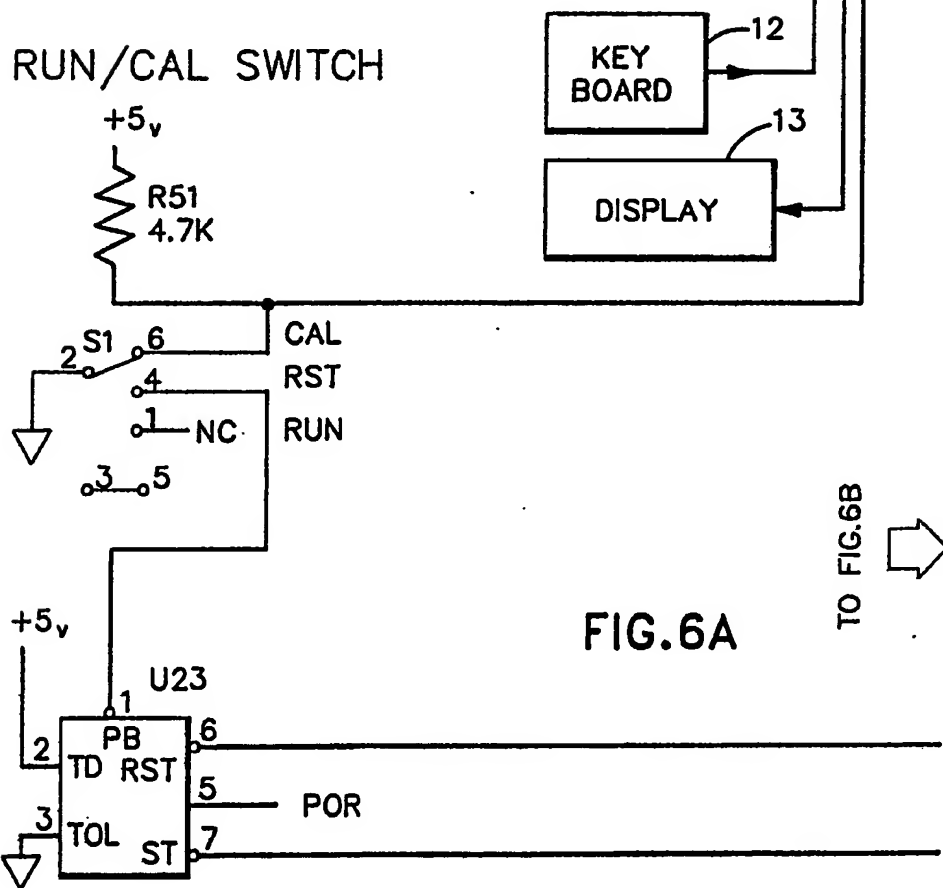 12
KEY
BOARD
RUN/CAL SWITCH
+5v
13
R51
4.7K
DISPLAY
S1
6
CAL
2
4
RST
1
NC
RUN
3
5
TO FIG.6B
+5v
FIG.6A
U23
1
PB
6
2
TD
RST
5
POR
3
TOL
7
ST